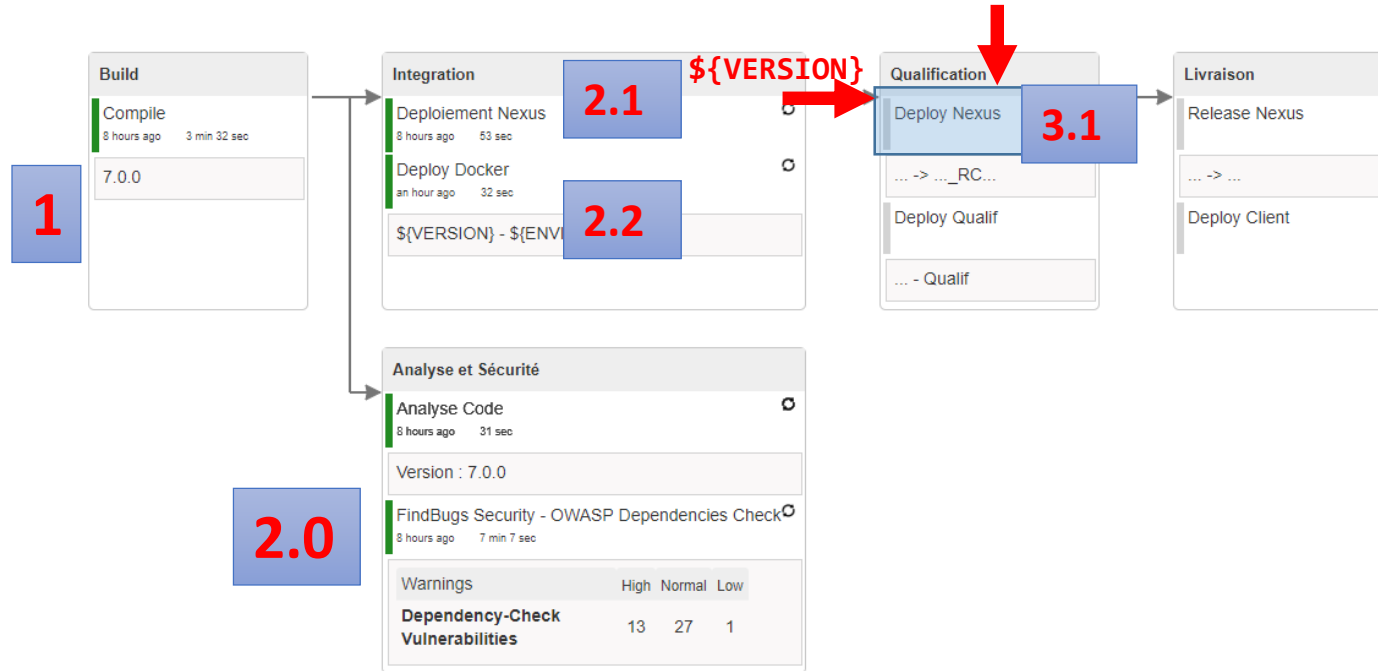 Build
Compile
8 hours ago 3 min 32 sec
7.0.0
1
Integration
Deploiement Nexus
8 hours ago 53 sec
2.1
Deploy Docker
an hour ago 32 sec
2.2
${VERSION} - ${ENV
${VERSION}
Qualification
Deploy Nexus
3.1
... -> ..._RC...
Deploy Qualif
... - Qualif
Livraison
Release Nexus
... -> ...
Deploy Client
Analyse et Sécurité
Analyse Code
8 hours ago 31 sec
Version : 7.0.0
2.0
FindBugs Security - OWASP Dependencies Check
8 hours ago 7 min 7 sec
Warnings High Normal Low
Dependency-Check
Vulnerabilities
13 27 1